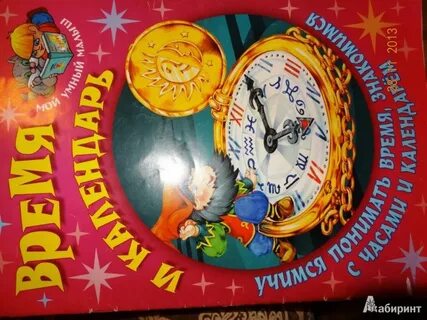 МОЙ УМНЫЙ МАЛЫШ
ВРЕМЯ
И КАЛЕНДАРЬ
УЧИМСЯ ПОНИМАТЬ ВРЕМЯ. ЗНАКОМИМСЯ
С ЧАСАМИ И КАЛЕНДАРЁМ
2013
Лабиринт